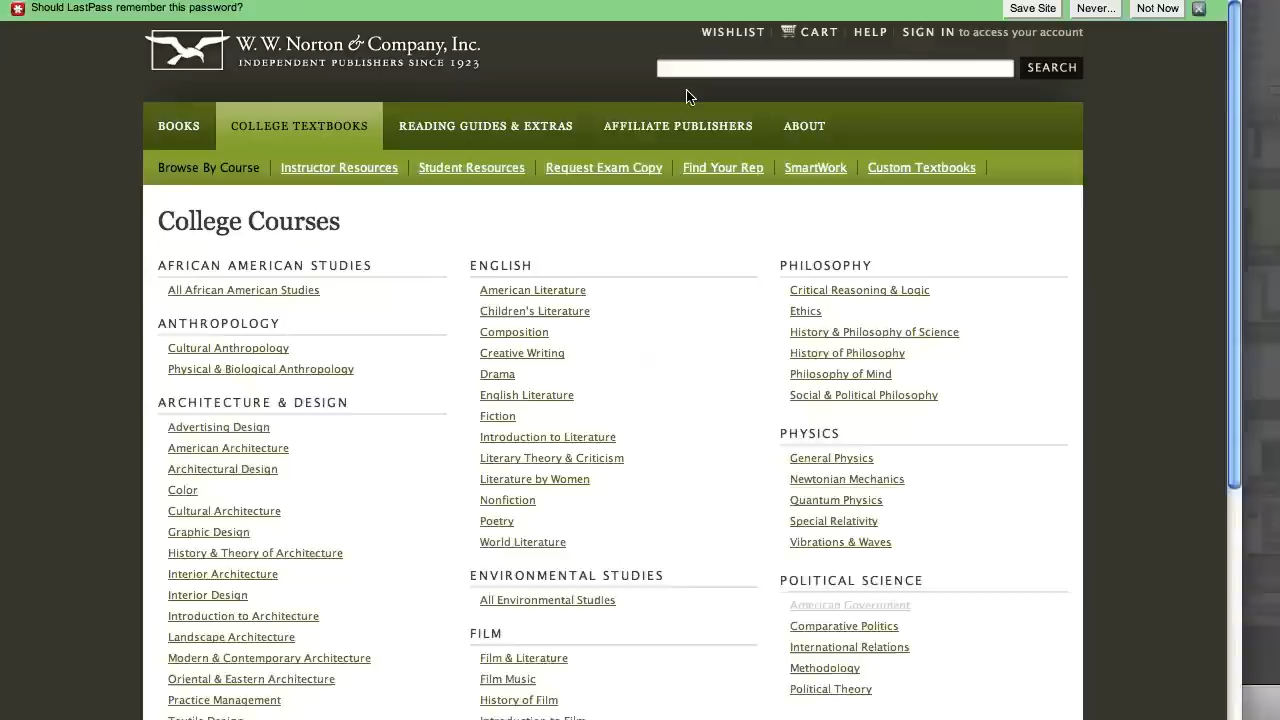 Should LastPass remember this password?
Save Site
Never...
Not Now
W. W. Norton & Company, Inc.
INDEPENDENT PUBLISHERS SINCE 1923
WISHLIST
CART
HELP
SIGN IN to access your account
SEARCH
BOOKS
COLLEGE TEXTBOOKS
READING GUIDES & EXTRAS
AFFILIATE PUBLISHERS
ABOUT
Browse By Course
Instructor Resources
Student Resources
Request Exam Copy
Find Your Rep
SmartWork
Custom Textbooks
College Courses
AFRICAN AMERICAN STUDIES
All African American Studies
ANTHROPOLOGY
Cultural Anthropology
Physical & Biological Anthropology
ARCHITECTURE & DESIGN
Advertising Design
American Architecture
Architectural Design
Color
Cultural Architecture
Graphic Design
History & Theory of Architecture
Interior Architecture
Interior Design
Introduction to Architecture
Landscape Architecture
Modern & Contemporary Architecture
Oriental & Eastern Architecture
Practice Management
Textile Design
ENGLISH
American Literature
Children's Literature
Composition
Creative Writing
Drama
English Literature
Fiction
Introduction to Literature
Literary Theory & Criticism
Literature by Women
Nonfiction
Poetry
World Literature
ENVIRONMENTAL STUDIES
All Environmental Studies
FILM
Film & Literature
Film Music
History of Film
Introduction to Film
PHILOSOPHY
Critical Reasoning & Logic
Ethics
History & Philosophy of Science
History of Philosophy
Philosophy of Mind
Social & Political Philosophy
PHYSICS
General Physics
Newtonian Mechanics
Quantum Physics
Special Relativity
Vibrations & Waves
POLITICAL SCIENCE
American Government
Comparative Politics
International Relations
Methodology
Political Theory